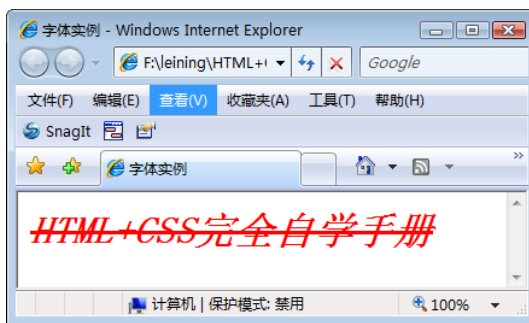 字体实例 - Windows Internet Explorer
F:\leining\HTML+(
Google
文件(F) 编辑(E) 查看(V) 收藏夹(A) 工具(T) 帮助(H)
SnagIt
字体实例
»
HTML+CSS完全自学手册
计算机 | 保护模式: 禁用
100%